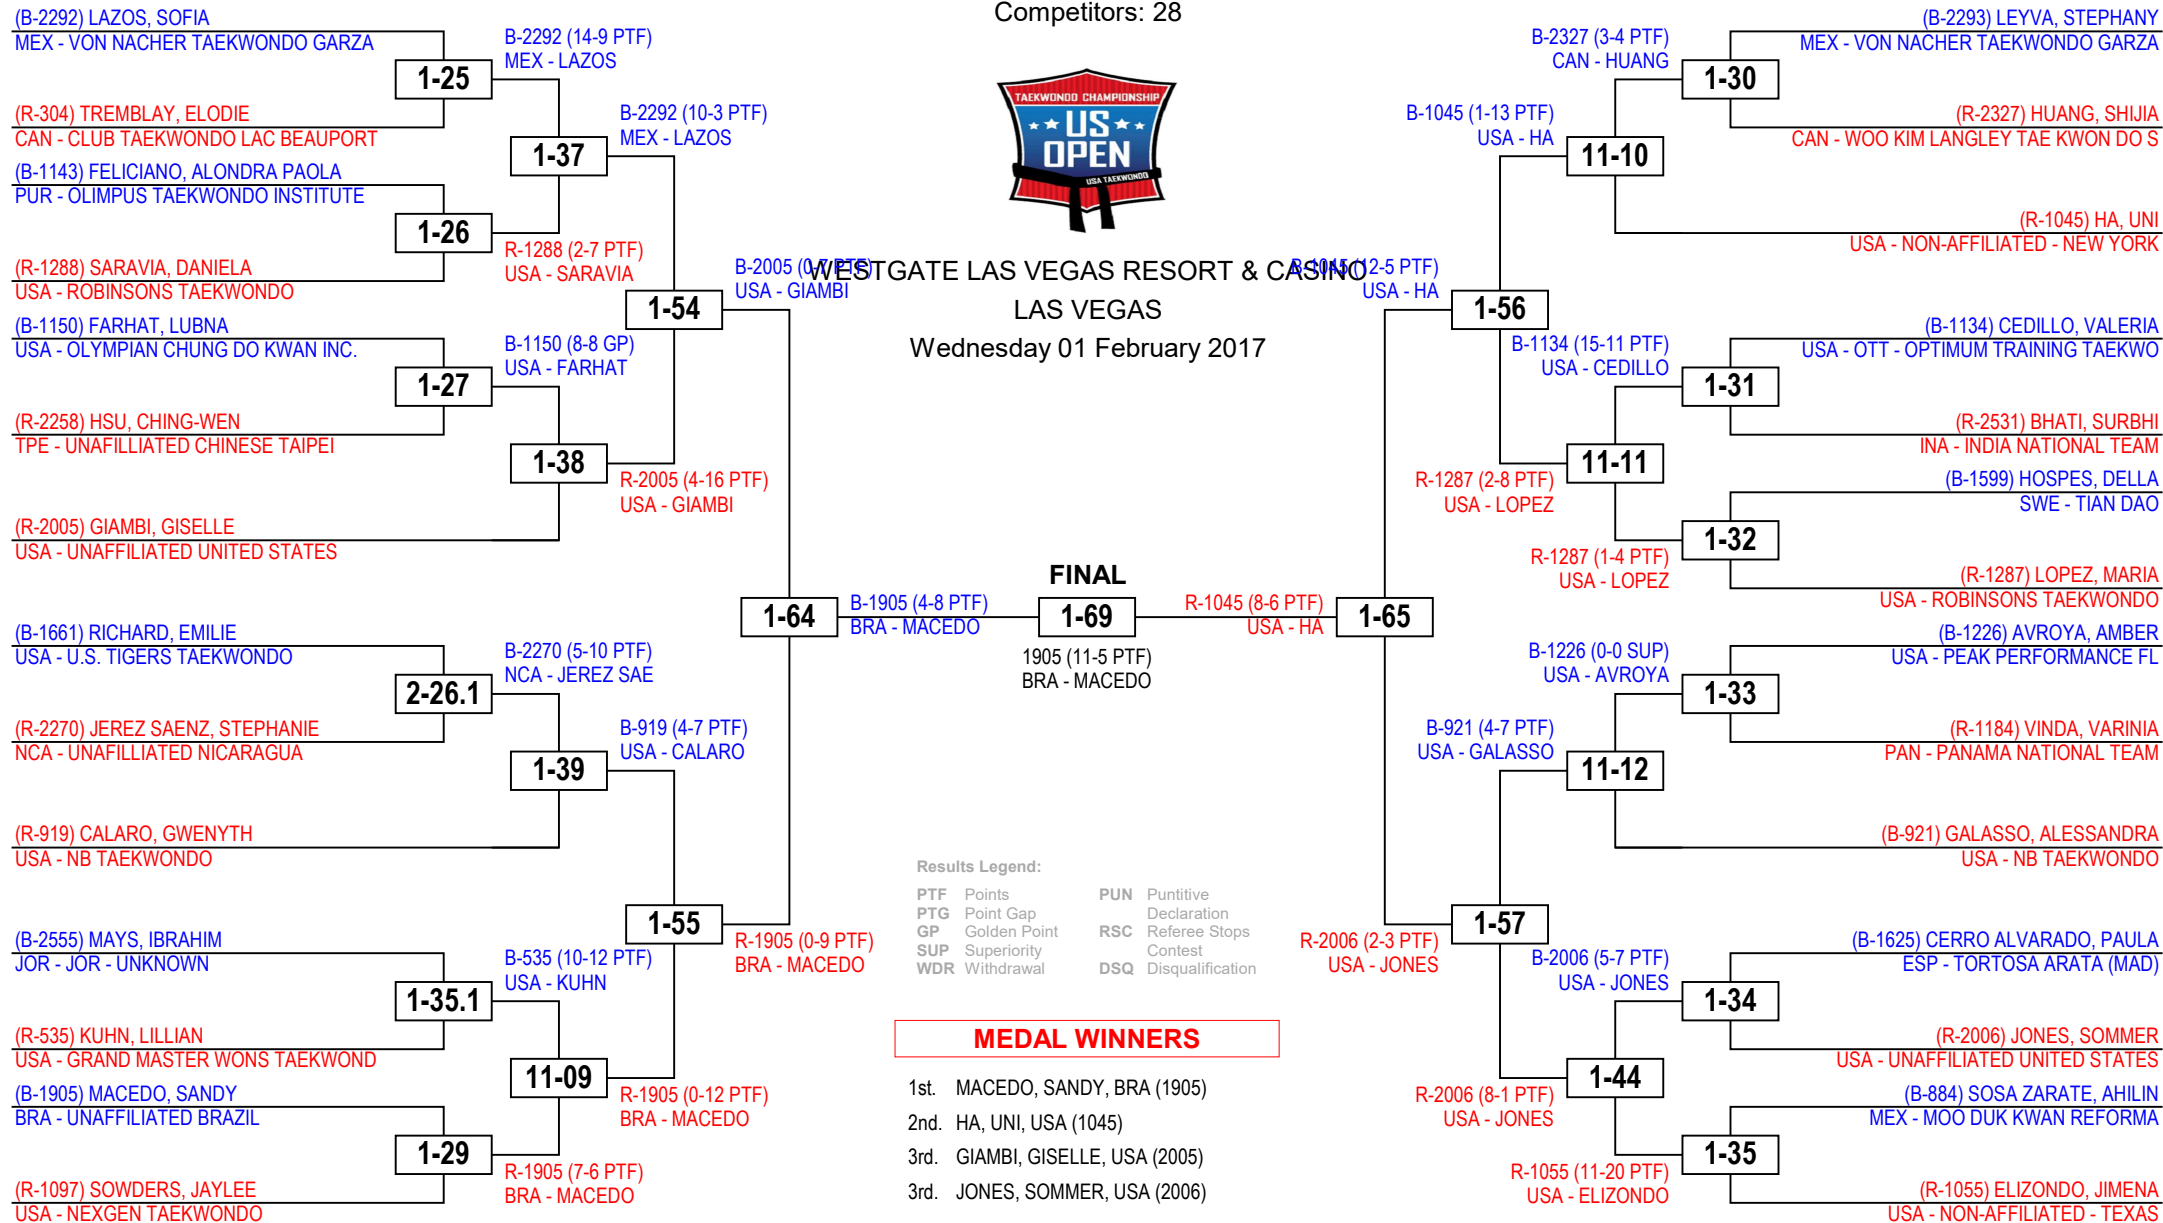 Competitors: 28
TAEKWONDO CHAMPIONSHIP
US
OPEN
USA TAEKWONDO
WESTGATE LAS VEGAS RESORT & CASINO
LAS VEGAS
Wednesday 01 February 2017
(B-2292) LAZOS, SOFIA
MEX - VON NACHER TAEKWONDO GARZA
1-25
(R-304) TREMBLAY, ELODIE
CAN - CLUB TAEKWONDO LAC BEAUPORT
(B-1143) FELICIANO, ALONDRA PAOLA
PUR - OLIMPUS TAEKWONDO INSTITUTE
1-26
(R-1288) SARAVIA, DANIELA
USA - ROBINSONS TAEKWONDO
(B-1150) FARHAT, LUBNA
USA - OLYMPIAN CHUNG DO KWAN INC.
1-27
(R-2258) HSU, CHING-WEN
TPE - UNAFILLIATED CHINESE TAIPEI
(R-2005) GIAMBI, GISELLE
USA - UNAFFILIATED UNITED STATES
(B-1661) RICHARD, EMILIE
USA - U.S. TIGERS TAEKWONDO
2-26.1
(R-2270) JEREZ SAENZ, STEPHANIE
NCA - UNAFILLIATED NICARAGUA
(R-919) CALARO, GWENYTH
USA - NB TAEKWONDO
(B-2555) MAYS, IBRAHIM
JOR - JOR - UNKNOWN
1-35.1
(R-535) KUHN, LILLIAN
USA - GRAND MASTER WONS TAEKWOND
(B-1905) MACEDO, SANDY
BRA - UNAFFILIATED BRAZIL
1-29
(R-1097) SOWDERS, JAYLEE
USA - NEXGEN TAEKWONDO
B-2292 (14-9 PTF)
MEX - LAZOS
1-37
R-1288 (2-7 PTF)
USA - SARAVIA
B-1150 (8-8 GP)
USA - FARHAT
1-38
B-2270 (5-10 PTF)
NCA - JEREZ SAE
1-39
B-535 (10-12 PTF)
USA - KUHN
11-09
R-1905 (7-6 PTF)
BRA - MACEDO
B-2292 (10-3 PTF)
MEX - LAZOS
1-54
R-2005 (4-16 PTF)
USA - GIAMBI
B-919 (4-7 PTF)
USA - CALARO
1-55
R-1905 (0-12 PTF)
BRA - MACEDO
B-2005 (0-7 PTF)
USA - GIAMBI
1-64
R-1905 (0-9 PTF)
BRA - MACEDO
B-1905 (4-8 PTF)
BRA - MACEDO
FINAL
1-69
1905 (11-5 PTF)
BRA - MACEDO
R-1045 (8-6 PTF)
USA - HA
1-65
B-1045 (12-5 PTF)
USA - HA
1-56
R-2006 (2-3 PTF)
USA - JONES
1-57
B-1045 (1-13 PTF)
USA - HA
11-10
R-1287 (2-8 PTF)
USA - LOPEZ
11-11
B-921 (4-7 PTF)
USA - GALASSO
11-12
R-2006 (8-1 PTF)
USA - JONES
1-44
B-2327 (3-4 PTF)
CAN - HUANG
B-1134 (15-11 PTF)
USA - CEDILLO
R-1287 (1-4 PTF)
USA - LOPEZ
B-1226 (0-0 SUP)
USA - AVROYA
B-2006 (5-7 PTF)
USA - JONES
R-1055 (11-20 PTF)
USA - ELIZONDO
(B-2293) LEYVA, STEPHANY
MEX - VON NACHER TAEKWONDO GARZA
1-30
(R-2327) HUANG, SHIJIA
CAN - WOO KIM LANGLEY TAE KWON DO S
(R-1045) HA, UNI
USA - NON-AFFILIATED - NEW YORK
(B-1134) CEDILLO, VALERIA
USA - OTT - OPTIMUM TRAINING TAEKWO
1-31
(R-2531) BHATI, SURBHI
INA - INDIA NATIONAL TEAM
(B-1599) HOSPES, DELLA
SWE - TIAN DAO
1-32
(R-1287) LOPEZ, MARIA
USA - ROBINSONS TAEKWONDO
(B-1226) AVROYA, AMBER
USA - PEAK PERFORMANCE FL
1-33
(R-1184) VINDA, VARINIA
PAN - PANAMA NATIONAL TEAM
(B-921) GALASSO, ALESSANDRA
USA - NB TAEKWONDO
(B-1625) CERRO ALVARADO, PAULA
ESP - TORTOSA ARATA (MAD)
1-34
(R-2006) JONES, SOMMER
USA - UNAFFILIATED UNITED STATES
(B-884) SOSA ZARATE, AHILIN
MEX - MOO DUK KWAN REFORMA
1-35
(R-1055) ELIZONDO, JIMENA
USA - NON-AFFILIATED - TEXAS
Results Legend:
PTF Points
PTG Point Gap
GP Golden Point
SUP Superiority
WDR Withdrawal
PUN Puntitive
Declaration
RSC Referee Stops
Contest
DSQ Disqualification
MEDAL WINNERS
1st. MACEDO, SANDY, BRA (1905)
2nd. HA, UNI, USA (1045)
3rd. GIAMBI, GISELLE, USA (2005)
3rd. JONES, SOMMER, USA (2006)